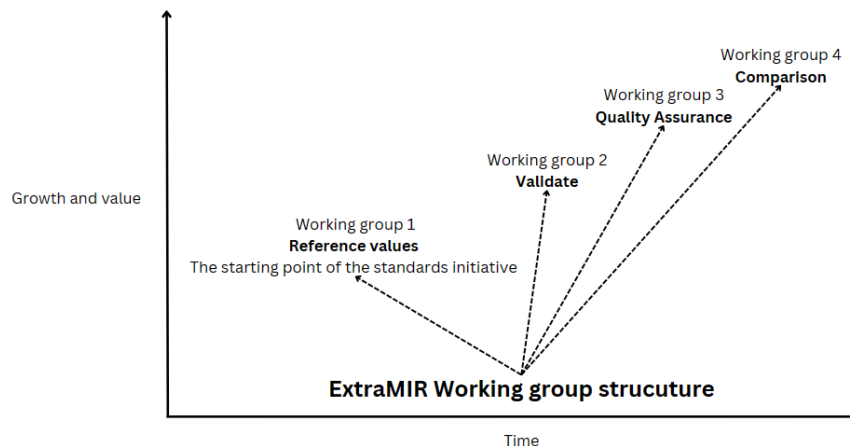 Working group 4
Comparison
Working group 3
Quality Assurance
Working group 2
Validate
Growth and value
Working group 1
Reference values
The starting point of the standards initiative
ExtraMIR Working group strucuture
Time